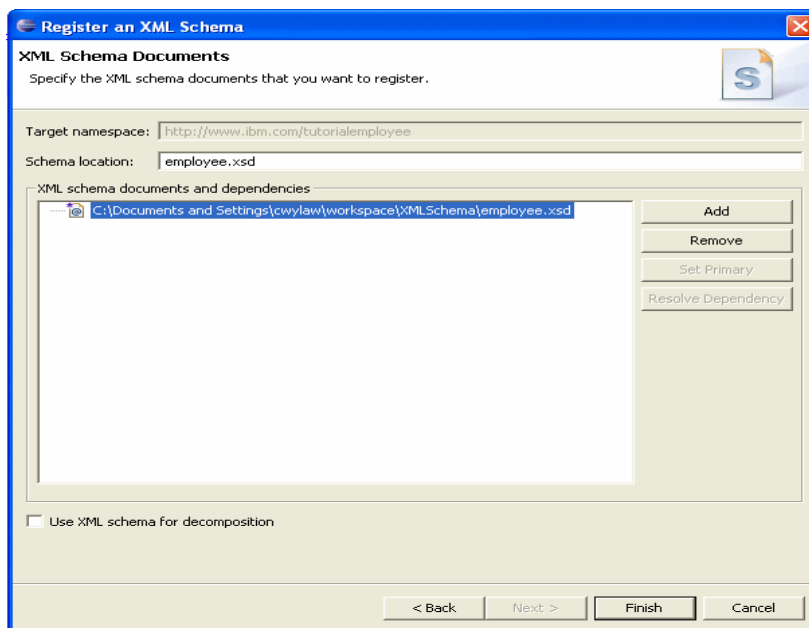 Register an XML Schema
XML Schema Documents
Specify the XML schema documents that you want to register.
S
Target namespace: http://www.ibm.com/tutorialemployee
Schema location: employee.xsd
XML schema documents and dependencies
C:\Documents and Settings\cwylaw\workspace\XMLSchema\employee.xsd
Add
Remove
Set Primary
Resolve Dependency
Use XML schema for decomposition
< Back Next > Finish Cancel